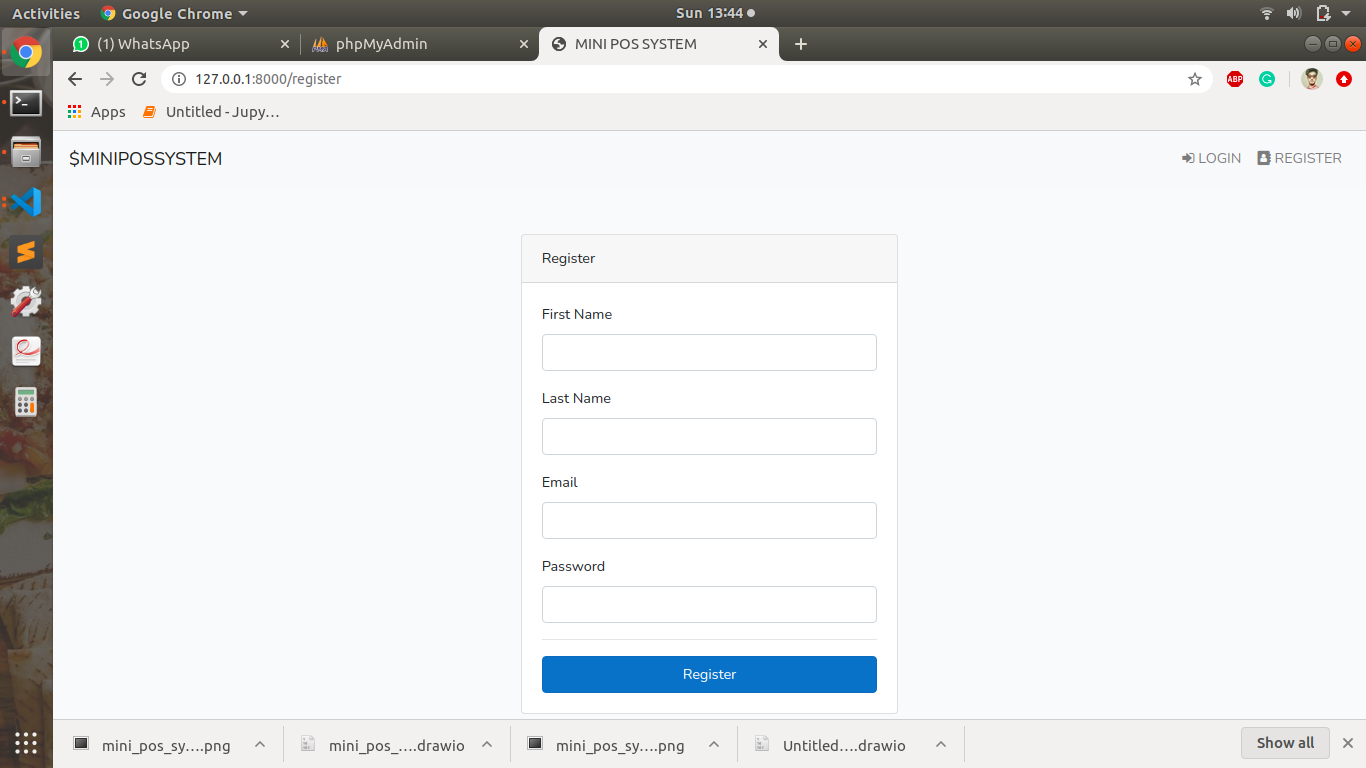 Activities Google Chrome Sun 13:44
(1) WhatsApp phpMyAdmin MINI POS SYSTEM
127.0.0.1:8000/register ABP
Apps Untitled - Jupy...
$MINIPOSSYSTEM LOGIN REGISTER
Register
First Name
Last Name
Email
Password
Register
mini_pos_sy....png mini_pos_....drawio mini_pos_sy....png Untitled....drawio Show all